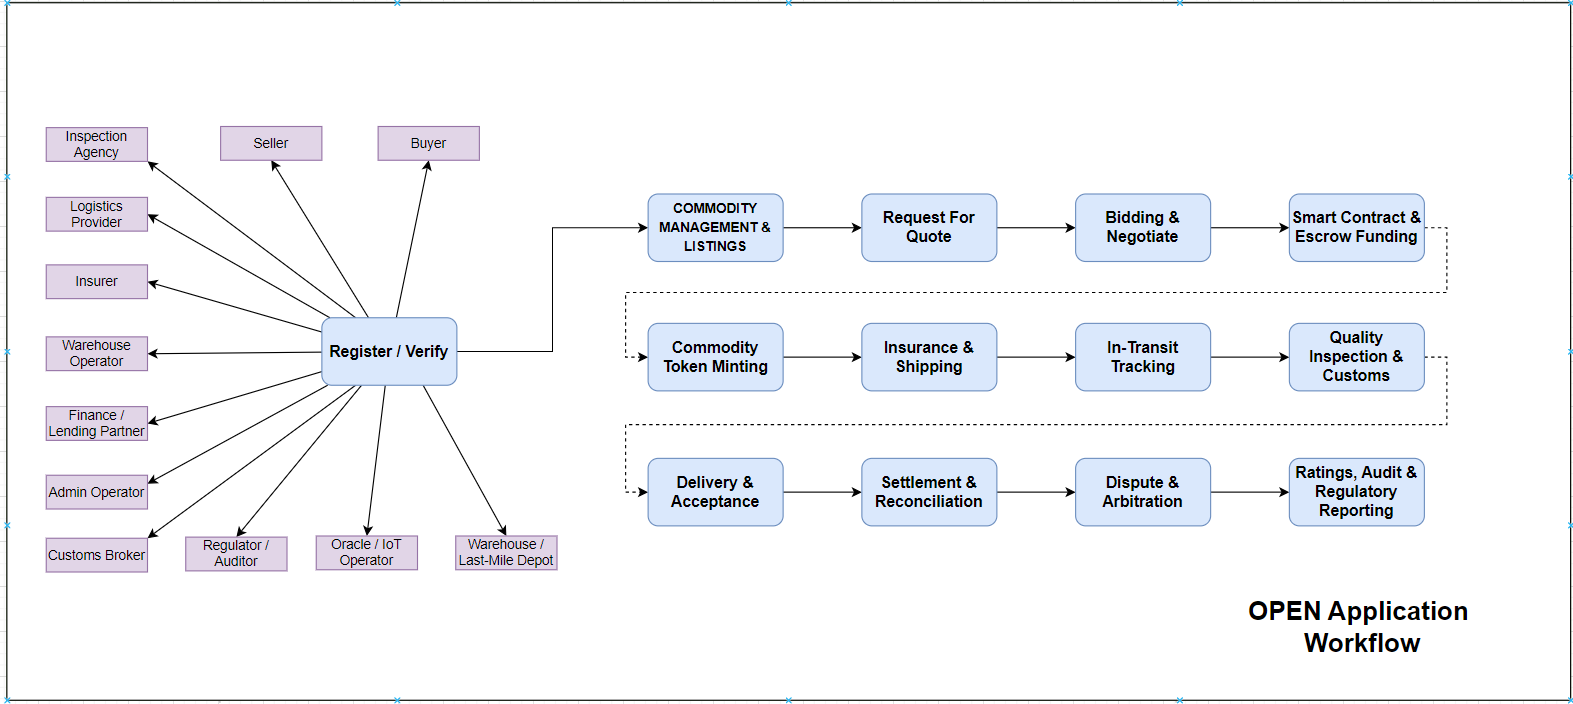 Inspection
Agency
Seller
Buyer
Logistics
Provider
Insurer
Warehouse
Operator
Finance /
Lending Partner
Admin Operator
Customs Broker
Regulator /
Auditor
Oracle / IoT
Operator
Warehouse /
Last-Mile Depot
Register / Verify
COMMODITY
MANAGEMENT &
LISTINGS
Request For
Quote
Bidding &
Negotiate
Smart Contract &
Escrow Funding
Commodity
Token Minting
Insurance &
Shipping
In-Transit
Tracking
Quality
Inspection &
Customs
Delivery &
Acceptance
Settlement &
Reconciliation
Dispute &
Arbitration
Ratings, Audit &
Regulatory
Reporting
OPEN Application
Workflow